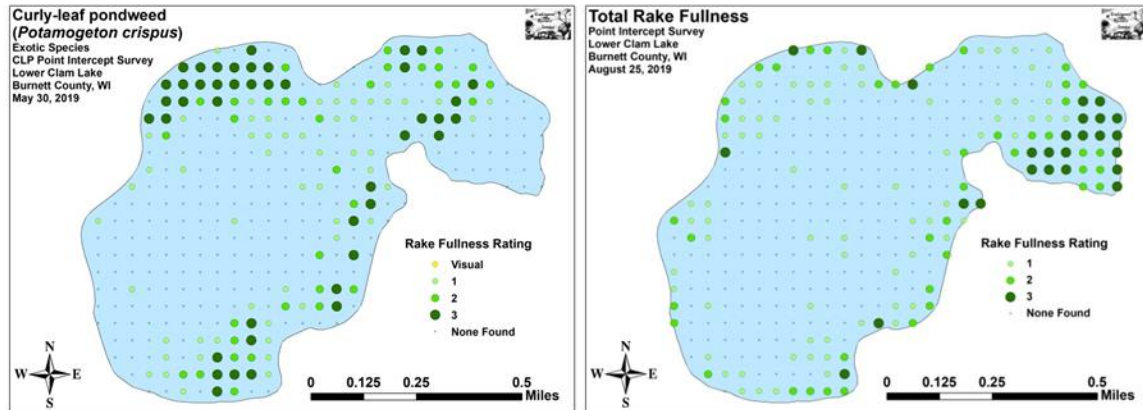 Curly-leaf pondweed
(Potamogeton crispus)
Exotic Species
CLP Point Intercept Survey
Lower Clam Lake
Burnett County, WI
May 30, 2019
Rake Fullness Rating
Visual
1
2
3
None Found
N
W E
S
0 0.125 0.25 0.5
Miles
Total Rake Fullness
Point Intercept Survey
Lower Clam Lake
Burnett County, WI
August 25, 2019
Rake Fullness Rating
1
2
3
None Found
N
W E
S
0 0.125 0.25 0.5
Miles